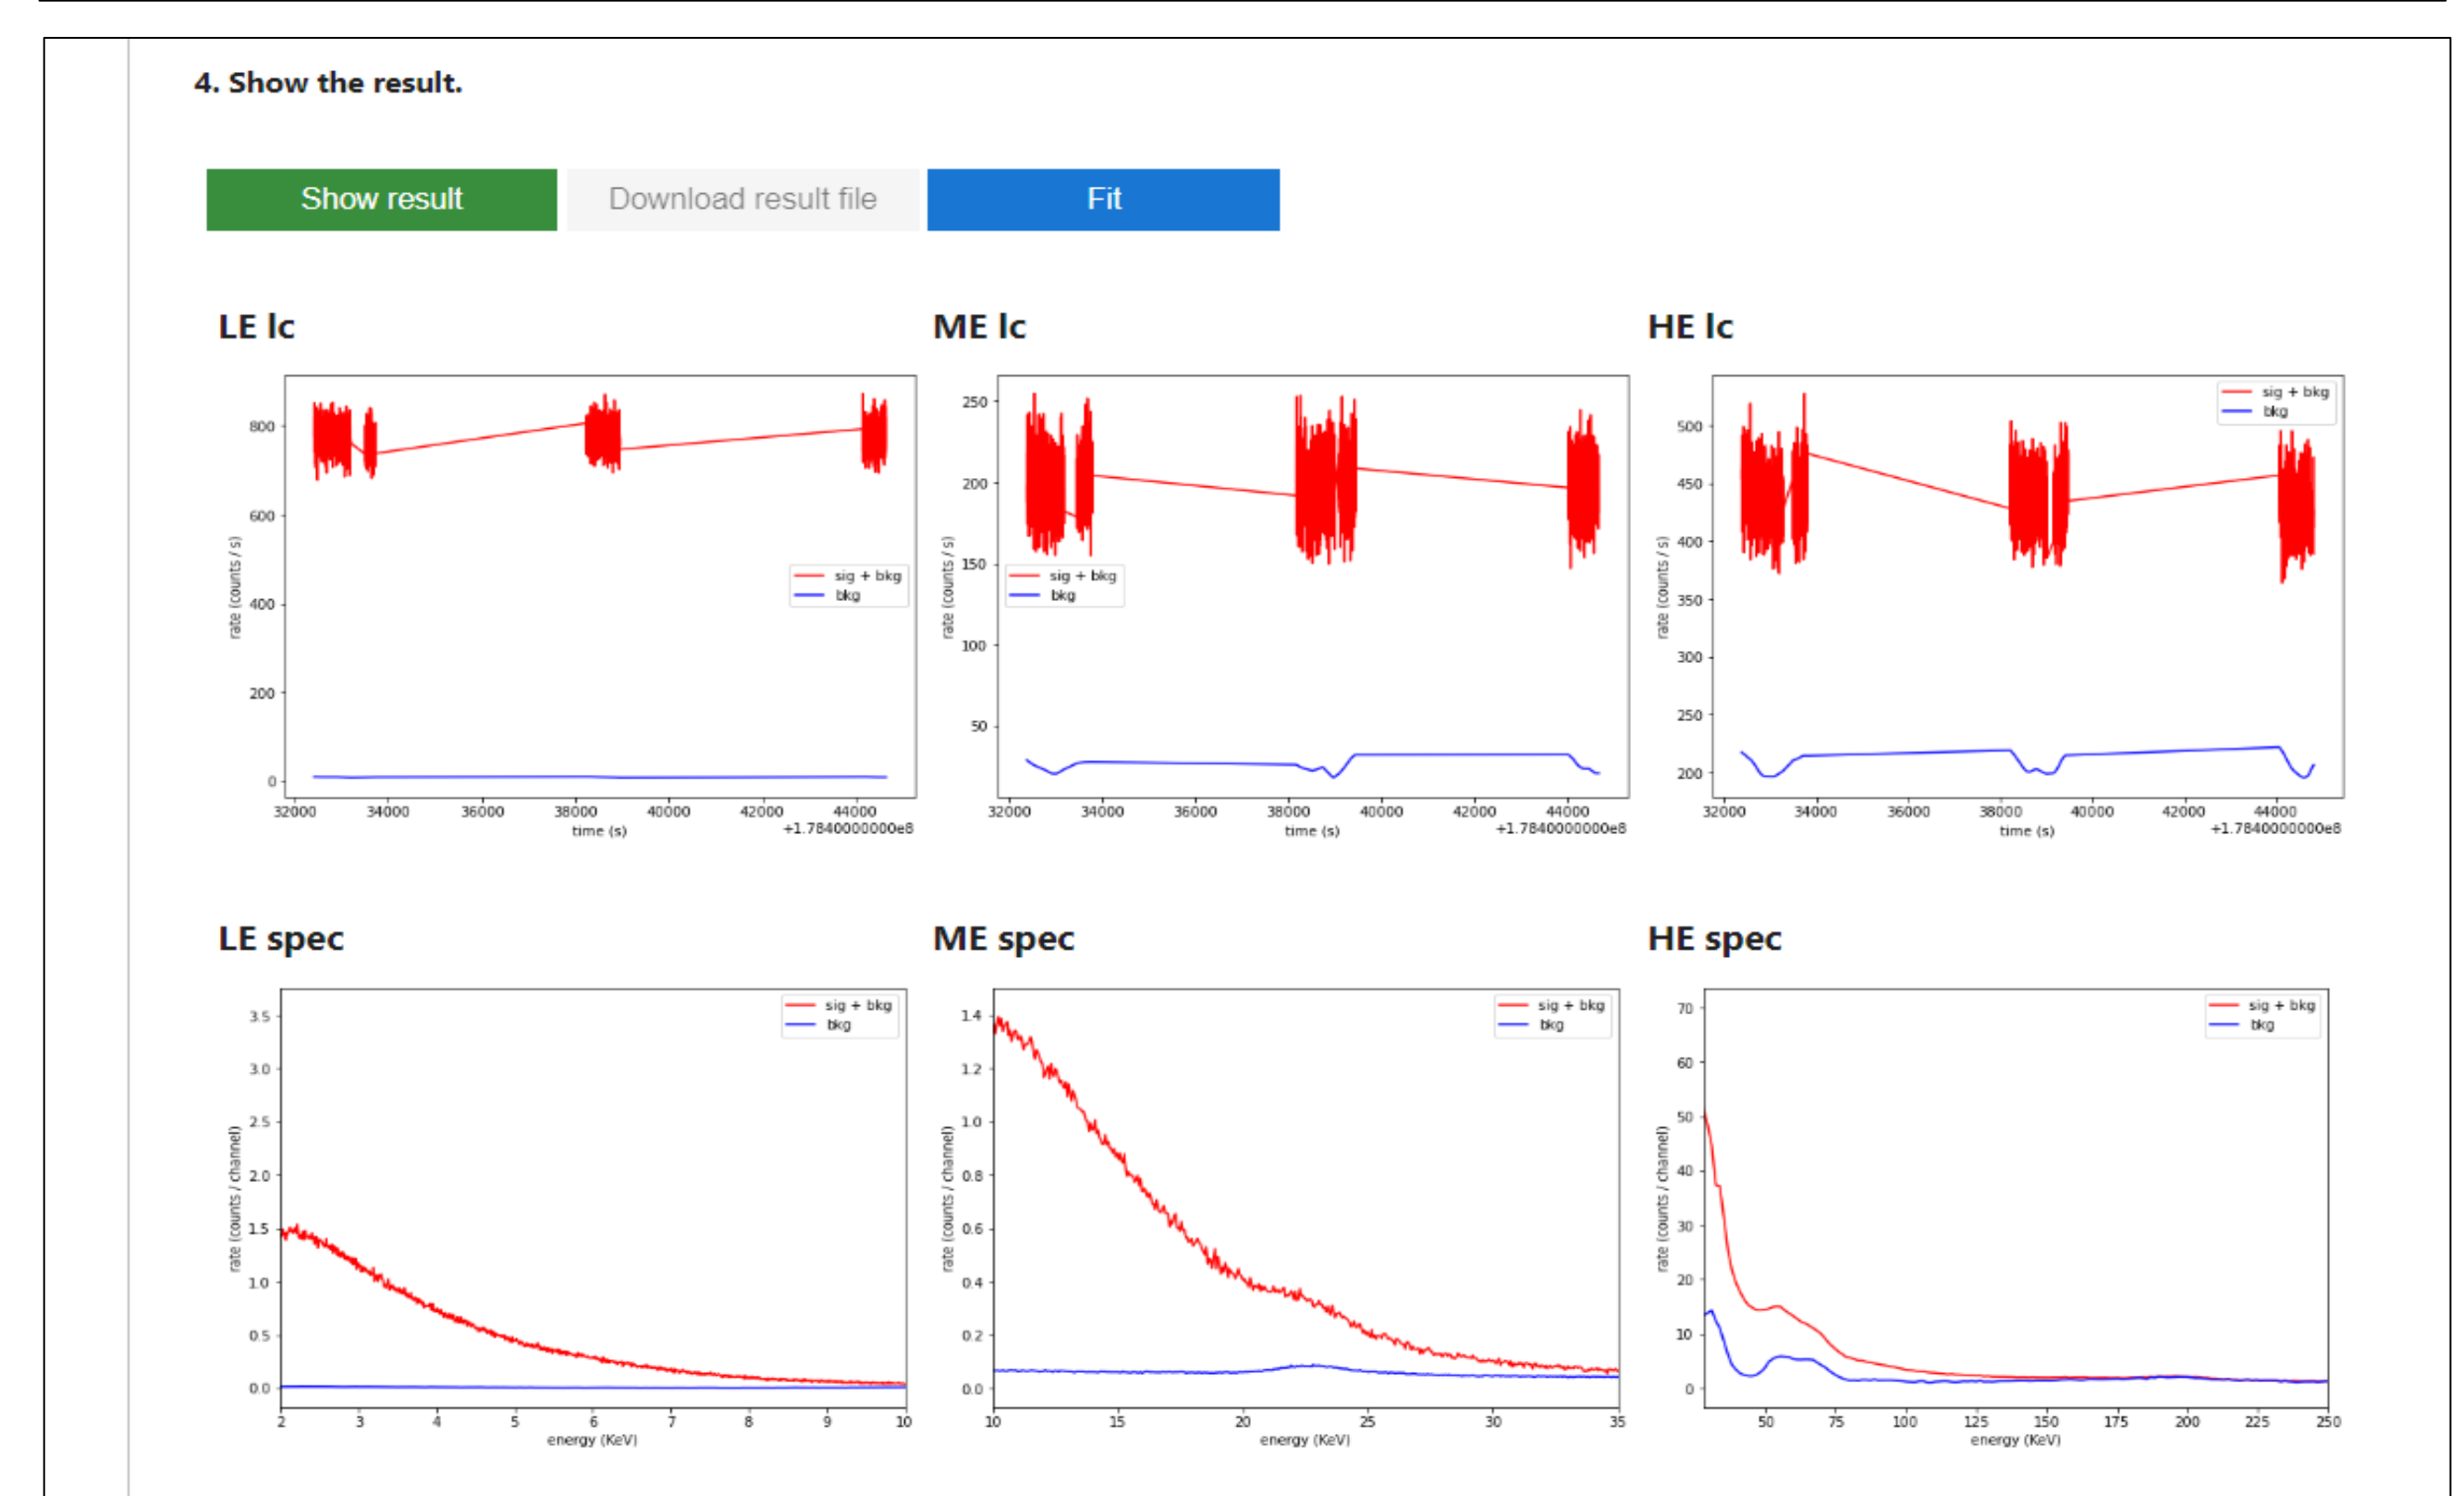 4. Show the result.
Show result
Download result file
Fit
LE lc
800
600
400
200
0
rate (counts / s)
sig + bkg
bkg
32000 34000 36000 38000 40000 42000 44000
time (s)
+1.7840000000e8
ME lc
250
200
150
100
50
rate (counts / s)
sig + bkg
bkg
32000 34000 36000 38000 40000 42000 44000
time (s)
+1.7840000000e8
HE lc
500
450
400
350
300
250
200
rate (counts / s)
sig + bkg
bkg
32000 34000 36000 38000 40000 42000 44000
time (s)
+1.7840000000e8
LE spec
3.5
3.0
2.5
2.0
1.5
1.0
0.5
0.0
rate (counts / channel)
sig + bkg
bkg
2 3 4 5 6 7 8 9 10
energy (KeV)
ME spec
1.4
1.2
1.0
0.8
0.6
0.4
0.2
0.0
rate (counts / channel)
sig + bkg
bkg
10 15 20 25 30 35
energy (KeV)
HE spec
70
60
50
40
30
20
10
0
rate (counts / channel)
sig + bkg
bkg
50 75 100 125 150 175 200 225 250
energy (KeV)